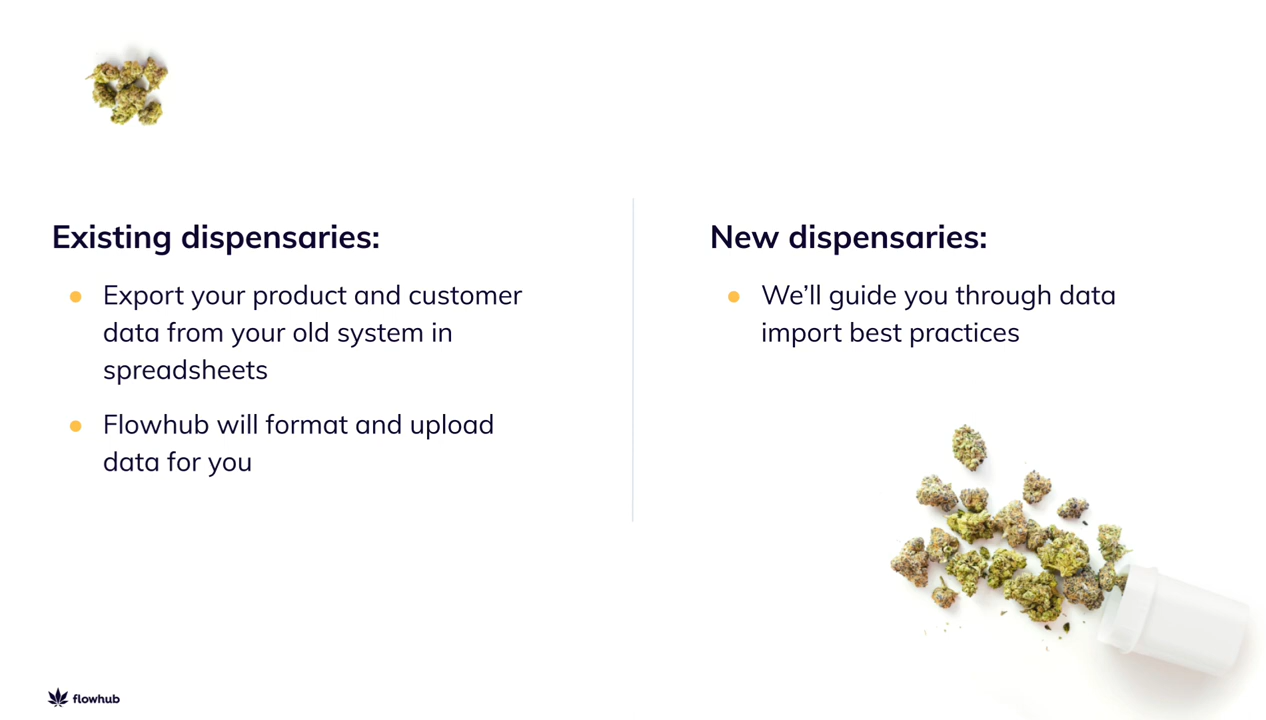 Existing dispensaries:
● Export your product and customer
data from your old system in
spreadsheets
● Flowhub will format and upload
data for you
New dispensaries:
● We’ll guide you through data
import best practices
flowhub